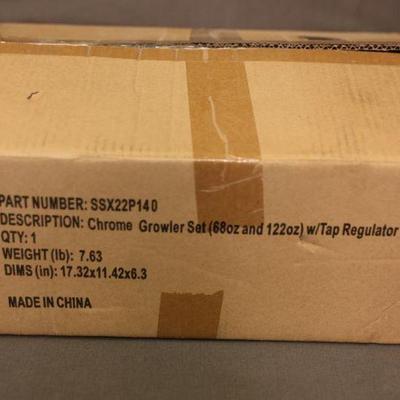 PART NUMBER: SSX22P140
DESCRIPTION: Chrome Growler Set (68oz and 122oz) w/Tap Regulator
QTY: 1
WEIGHT (lb): 7.63
DIMS (in): 17.32x11.42x6.3
MADE IN CHINA